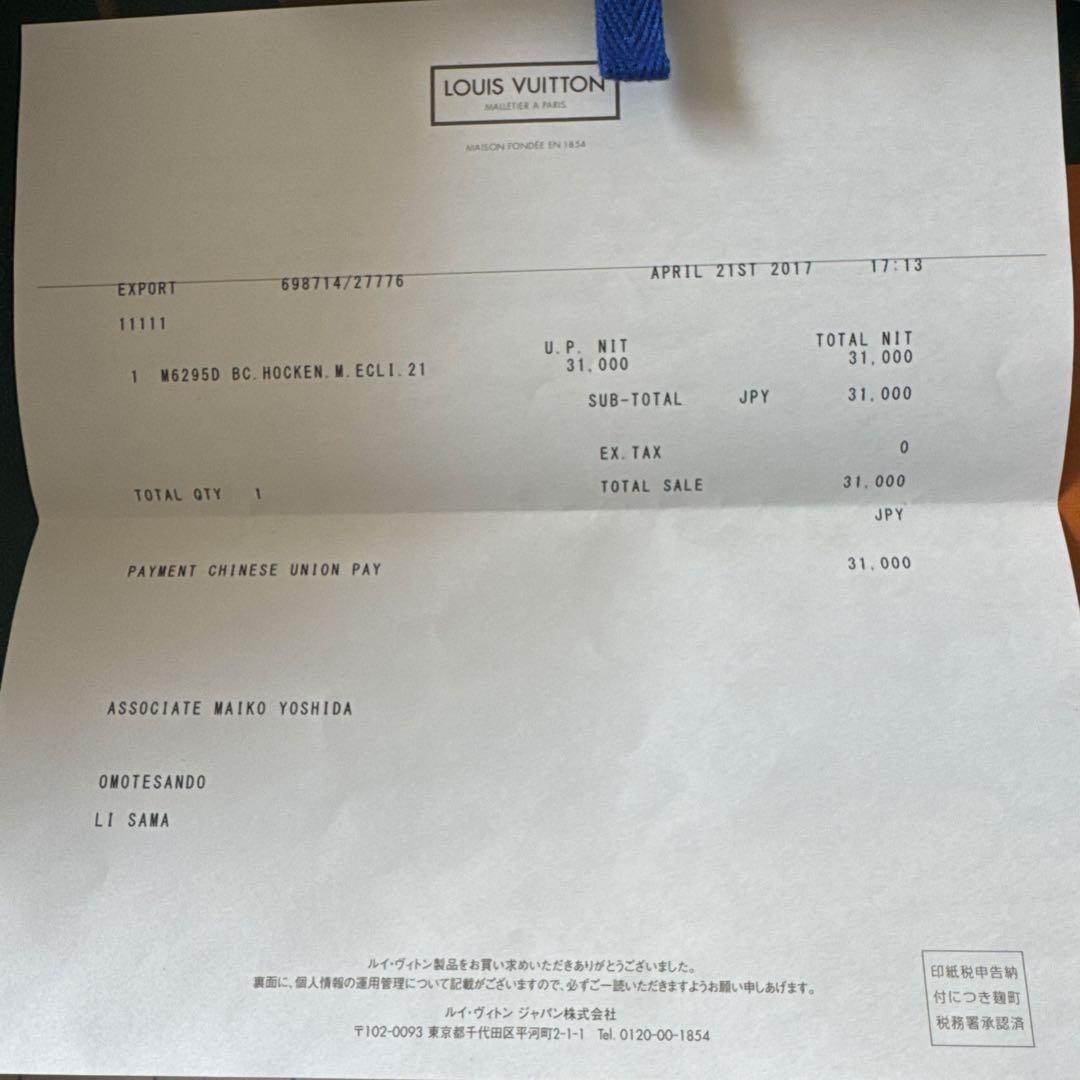 LOUIS VUITTON
MALLETIER A PARIS
MAISON FONDÉE EN 1854
EXPORT 698714/27776 APRIL 21ST 2017 17:13
11111
U.P. NIT TOTAL NIT
1 M6295D BC.HOCKEN.M.ECLI.21 31,000 31,000
SUB-TOTAL JPY 31,000
EX.TAX 0
TOTAL QTY 1 TOTAL SALE 31,000
JPY
PAYMENT CHINESE UNION PAY 31,000
ASSOCIATE MAIKO YOSHIDA
OMOTESANDO
LI SAMA
ルイ・ヴィトン製品をお買い求めいただきありがとうございました。
裏面に、個人情報の運用管理について記載がございますので、必ずご一読いただきますようお願い申しあげます。
ルイ・ヴィトン ジャパン株式会社
〒102-0093 東京都千代田区平河町2-1-1 Tel. 0120-00-1854
印紙税申告納
付につき麹町
税務署承認済